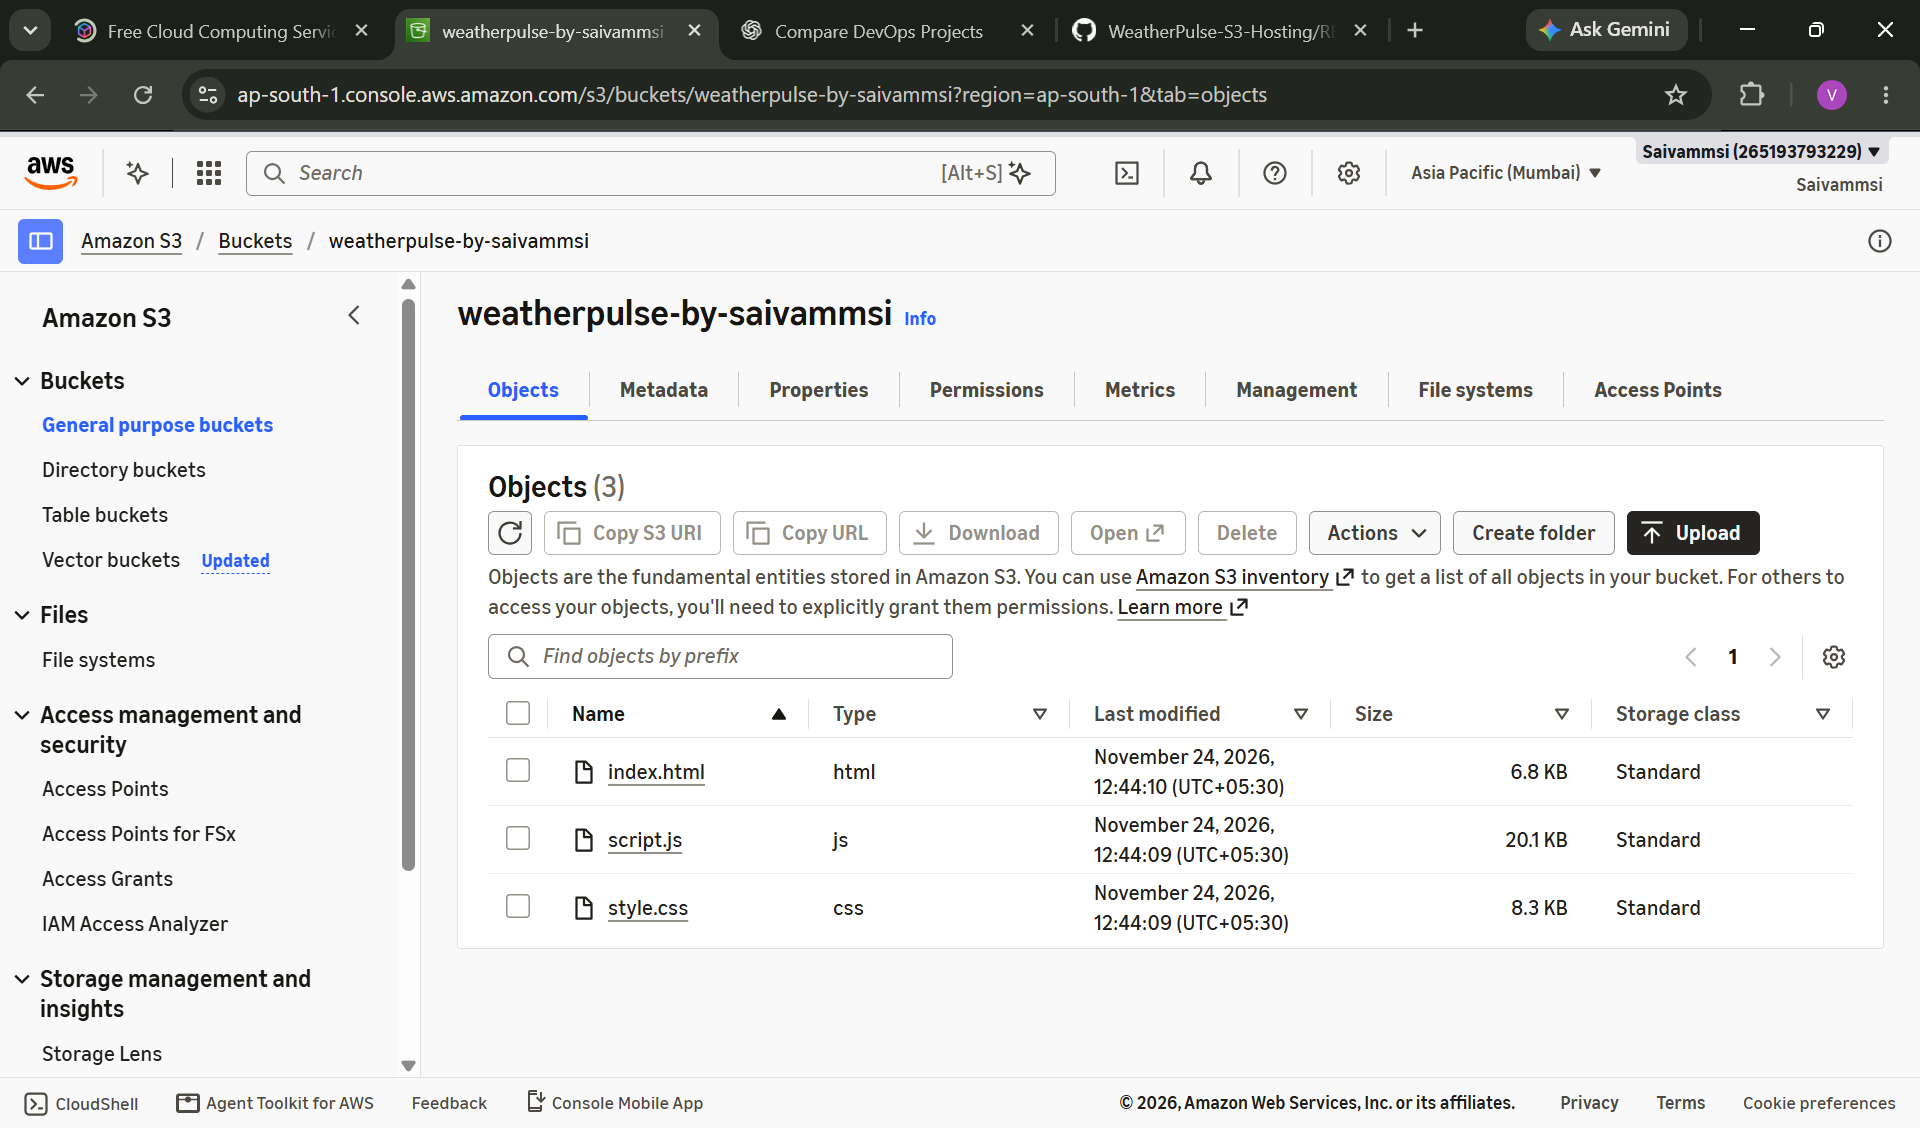 Free Cloud Computing Servi
weatherpulse-by-saivammsi
Compare DevOps Projects
WeatherPulse-S3-Hosting/RE
Ask Gemini
ap-south-1.console.aws.amazon.com/s3/buckets/weatherpulse-by-saivammsi?region=ap-south-1&tab=objects
V
aws
Search
[Alt+S]
Asia Pacific (Mumbai)
Saivammsi (265193793229)
Saivammsi
Amazon S3 / Buckets / weatherpulse-by-saivammsi
Amazon S3
Buckets
General purpose buckets
Directory buckets
Table buckets
Vector buckets Updated
Files
File systems
Access management and
security
Access Points
Access Points for FSx
Access Grants
IAM Access Analyzer
Storage management and
insights
Storage Lens
weatherpulse-by-saivammsi Info
Objects Metadata Properties Permissions Metrics Management File systems Access Points
Objects (3)
Copy S3 URI Copy URL Download Open Delete Actions Create folder Upload
Objects are the fundamental entities stored in Amazon S3. You can use Amazon S3 inventory to get a list of all objects in your bucket. For others to
access your objects, you'll need to explicitly grant them permissions. Learn more
Find objects by prefix
1
Name Type Last modified Size Storage class
index.html html November 24, 2026, 12:44:10 (UTC+05:30) 6.8 KB Standard
script.js js November 24, 2026, 12:44:09 (UTC+05:30) 20.1 KB Standard
style.css css November 24, 2026, 12:44:09 (UTC+05:30) 8.3 KB Standard
CloudShell Agent Toolkit for AWS Feedback Console Mobile App
© 2026, Amazon Web Services, Inc. or its affiliates. Privacy Terms Cookie preferences